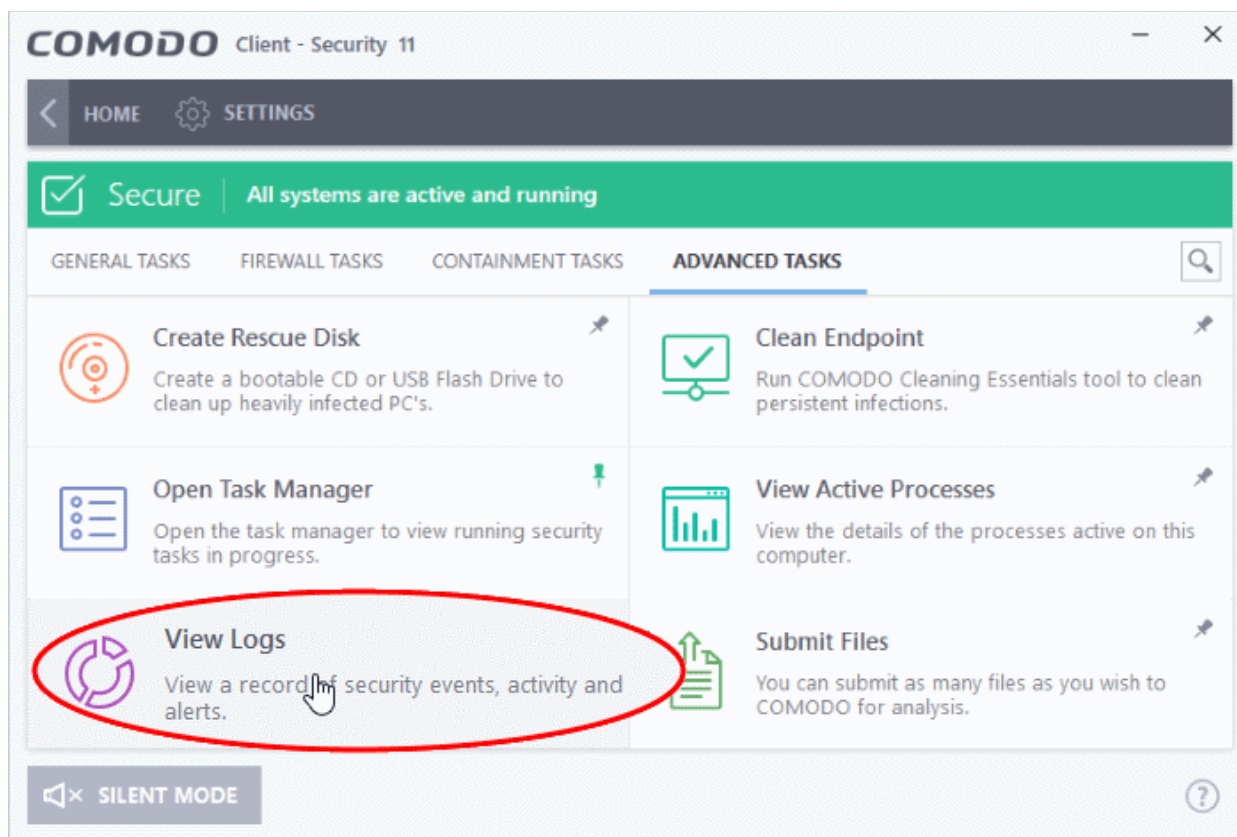 COMODO Client - Security 11
HOME SETTINGS
Secure All systems are active and running
GENERAL TASKS FIREWALL TASKS CONTAINMENT TASKS ADVANCED TASKS
Create Rescue Disk
Create a bootable CD or USB Flash Drive to
clean up heavily infected PC's.
Clean Endpoint
Run COMODO Cleaning Essentials tool to clean
persistent infections.
Open Task Manager
Open the task manager to view running security
tasks in progress.
View Active Processes
View the details of the processes active on this
computer.
View Logs
View a record of security events, activity and
alerts.
Submit Files
You can submit as many files as you wish to
COMODO for analysis.
SILENT MODE
?